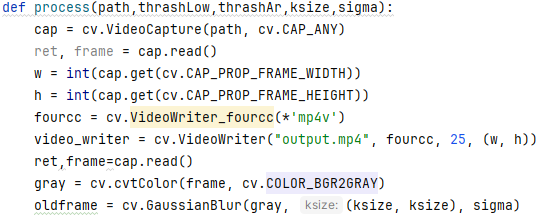 def process(path,thrashLow,thrashAr,ksize,sigma):
    cap = cv.VideoCapture(path, cv.CAP_ANY)
    ret, frame = cap.read()
    w = int(cap.get(cv.CAP_PROP_FRAME_WIDTH))
    h = int(cap.get(cv.CAP_PROP_FRAME_HEIGHT))
    fourcc = cv.VideoWriter_fourcc(*'mp4v')
    video_writer = cv.VideoWriter("output.mp4", fourcc, 25, (w, h))
    ret,frame=cap.read()
    gray = cv.cvtColor(frame, cv.COLOR_BGR2GRAY)
    oldframe = cv.GaussianBlur(gray, ksize: (ksize, ksize), sigma)